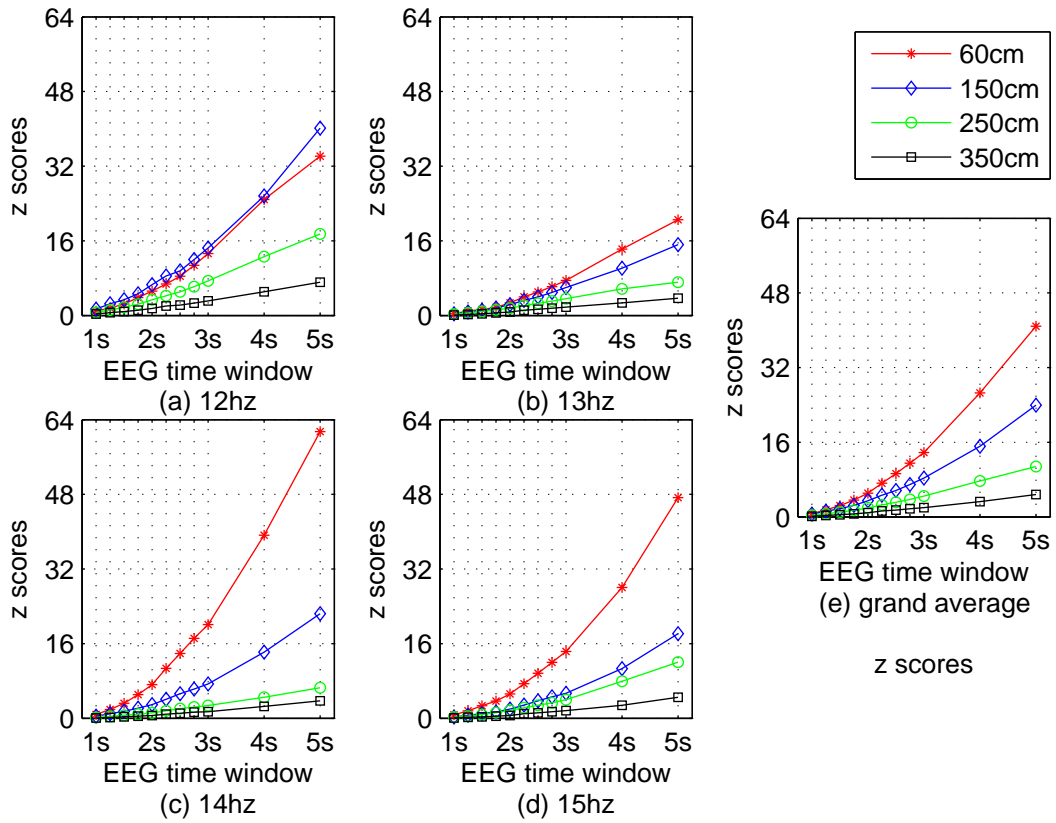 64
48
32
16
0
z scores
1s 2s 3s 4s 5s
EEG time window
(a) 12hz
64
48
32
16
0
z scores
1s 2s 3s 4s 5s
EEG time window
(b) 13hz
60cm
150cm
250cm
350cm
64
48
32
16
0
z scores
1s 2s 3s 4s 5s
EEG time window
(c) 14hz
64
48
32
16
0
z scores
1s 2s 3s 4s 5s
EEG time window
(d) 15hz
64
48
32
16
0
z scores
1s 2s 3s 4s 5s
EEG time window
(e) grand average
z scores